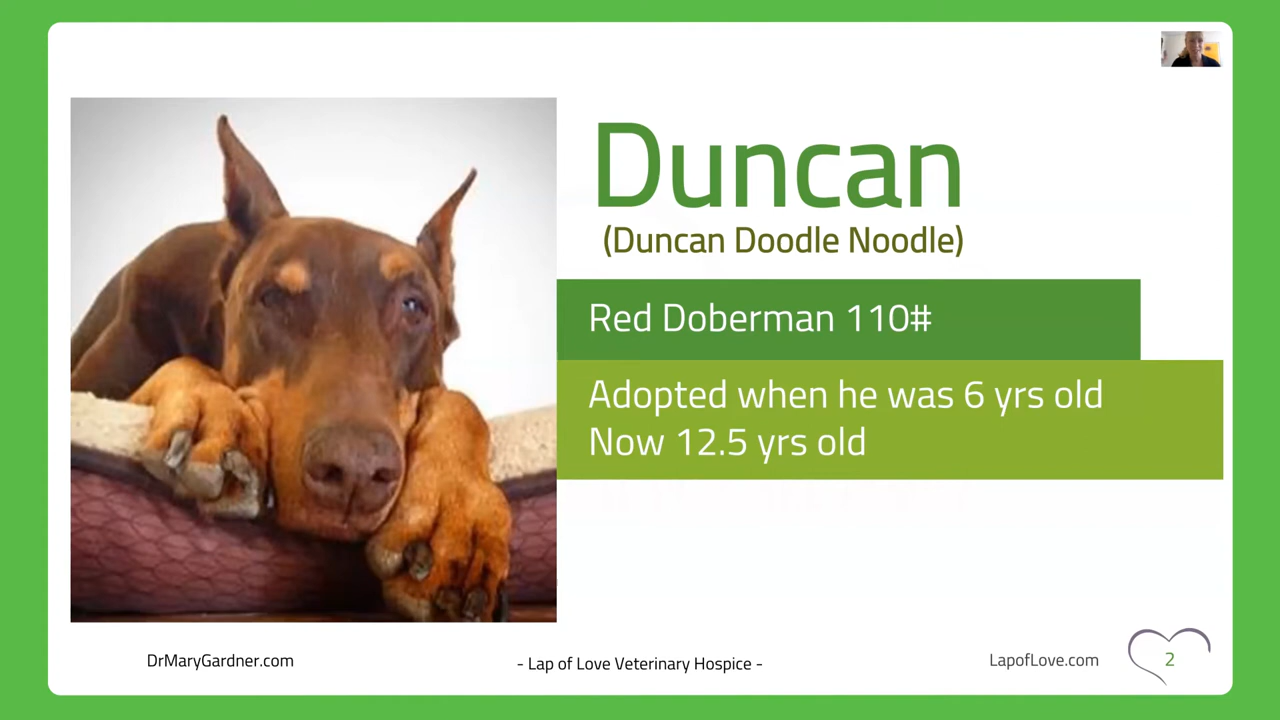 Duncan
(Duncan Doodle Noodle)
Red Doberman 110#
Adopted when he was 6 yrs old
Now 12.5 yrs old
DrMaryGardner.com
- Lap of Love Veterinary Hospice -
LapofLove.com
2